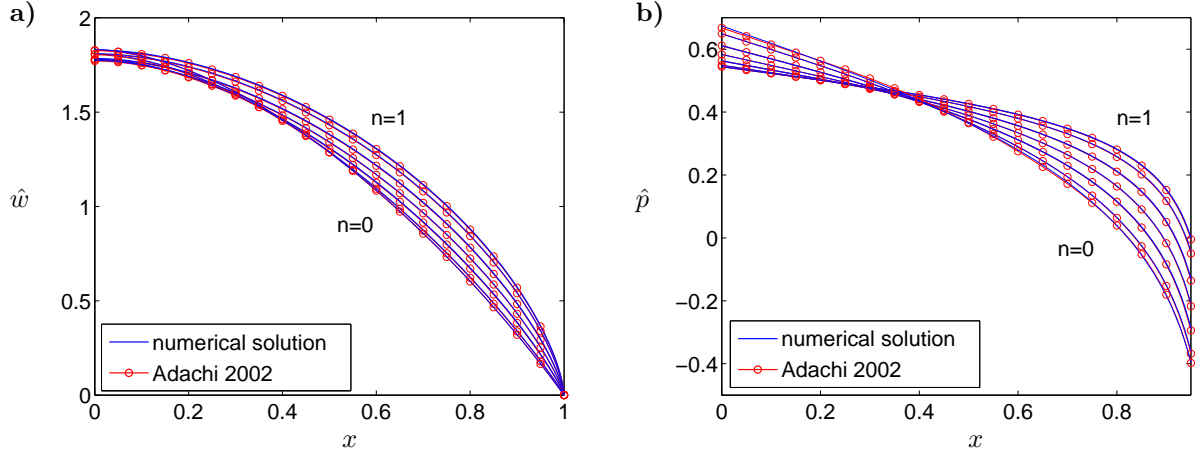 a)
2
1.5
1
0.5
0
ŵ
n=1
n=0
numerical solution
Adachi 2002
0 0.2 0.4 0.6 0.8 1
x
b)
0.6
0.4
0.2
0
−0.2
−0.4
p̂
n=1
n=0
numerical solution
Adachi 2002
0 0.2 0.4 0.6 0.8
x